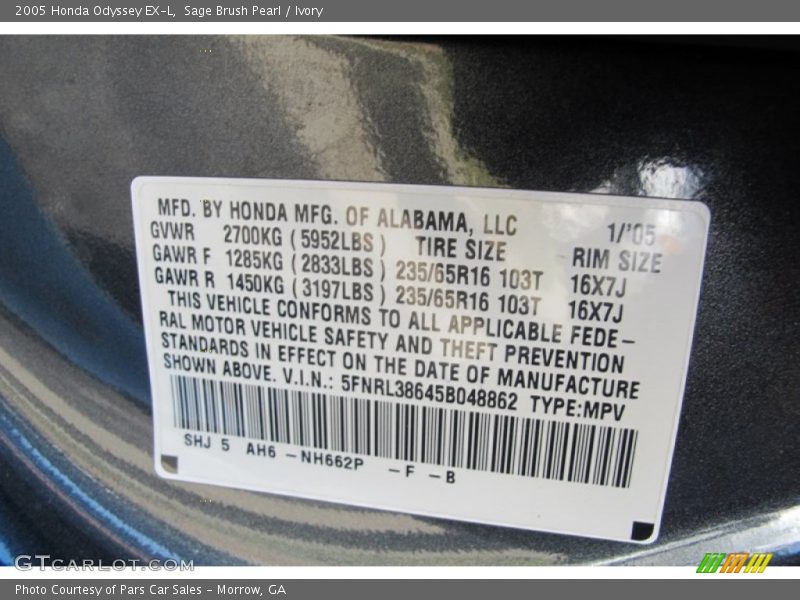 2005 Honda Odyssey EX-L, Sage Brush Pearl / Ivory
MFD. BY HONDA MFG. OF ALABAMA, LLC 1/'05
GVWR 2700KG (5952LBS) TIRE SIZE RIM SIZE
GAWR F 1285KG (2833LBS) 235/65R16 103T 16X7J
GAWR R 1450KG (3197LBS) 235/65R16 103T 16X7J
THIS VEHICLE CONFORMS TO ALL APPLICABLE FEDE-
RAL MOTOR VEHICLE SAFETY AND THEFT PREVENTION
STANDARDS IN EFFECT ON THE DATE OF MANUFACTURE
SHOWN ABOVE. V.I.N.: 5FNRL38645B048862 TYPE:MPV
SHJ 5 AH6 -NH662P -F -B
GTcarlot.com
Photo Courtesy of Pars Car Sales - Morrow, GA